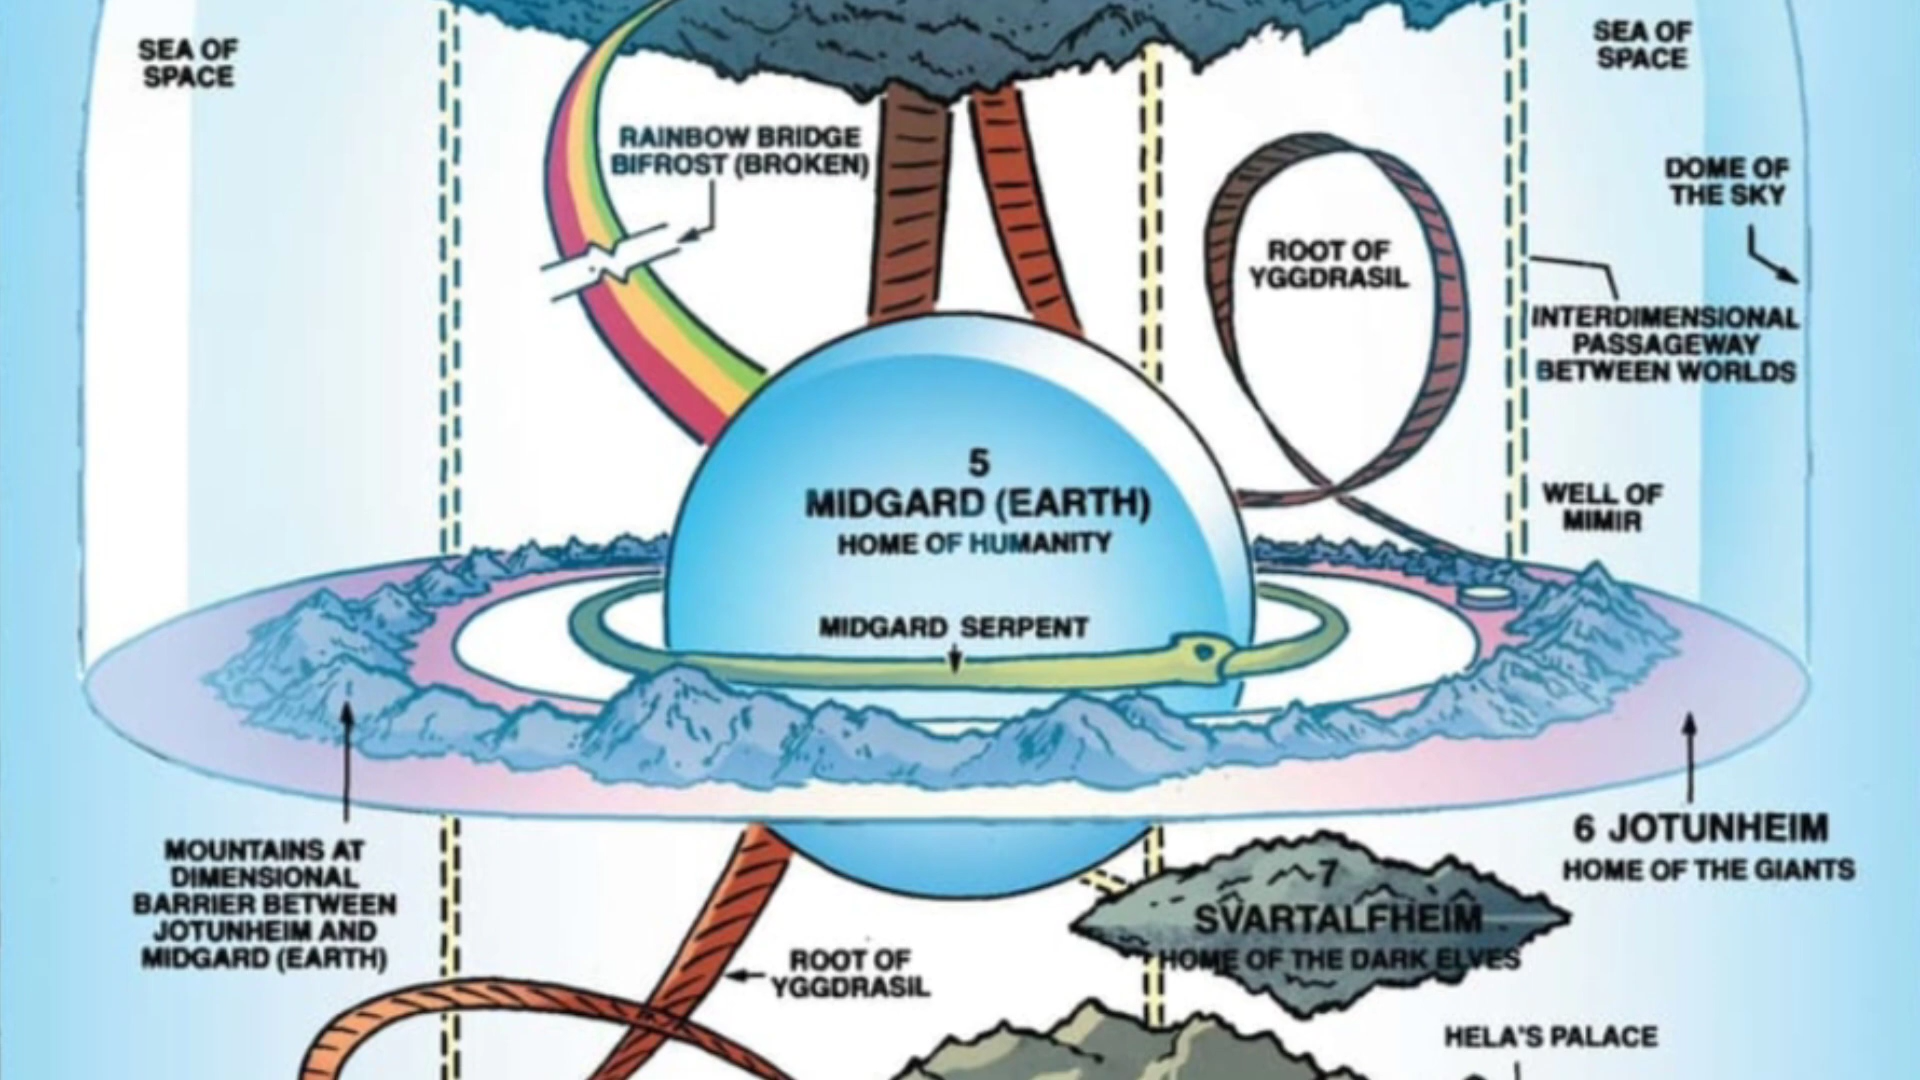 SEA OF
SPACE
SEA OF
SPACE
RAINBOW BRIDGE
BIFROST (BROKEN)
DOME OF
THE SKY
ROOT OF
YGGDRASIL
INTERDIMENSIONAL
PASSAGEWAY
BETWEEN WORLDS
5
MIDGARD (EARTH)
HOME OF HUMANITY
WELL OF
MIMIR
MIDGARD SERPENT
MOUNTAINS AT
DIMENSIONAL
BARRIER BETWEEN
JOTUNHEIM AND
MIDGARD (EARTH)
6 JOTUNHEIM
HOME OF THE GIANTS
7
SVARTALFHEIM
HOME OF THE DARK ELVES
ROOT OF
YGGDRASIL
HELA'S PALACE